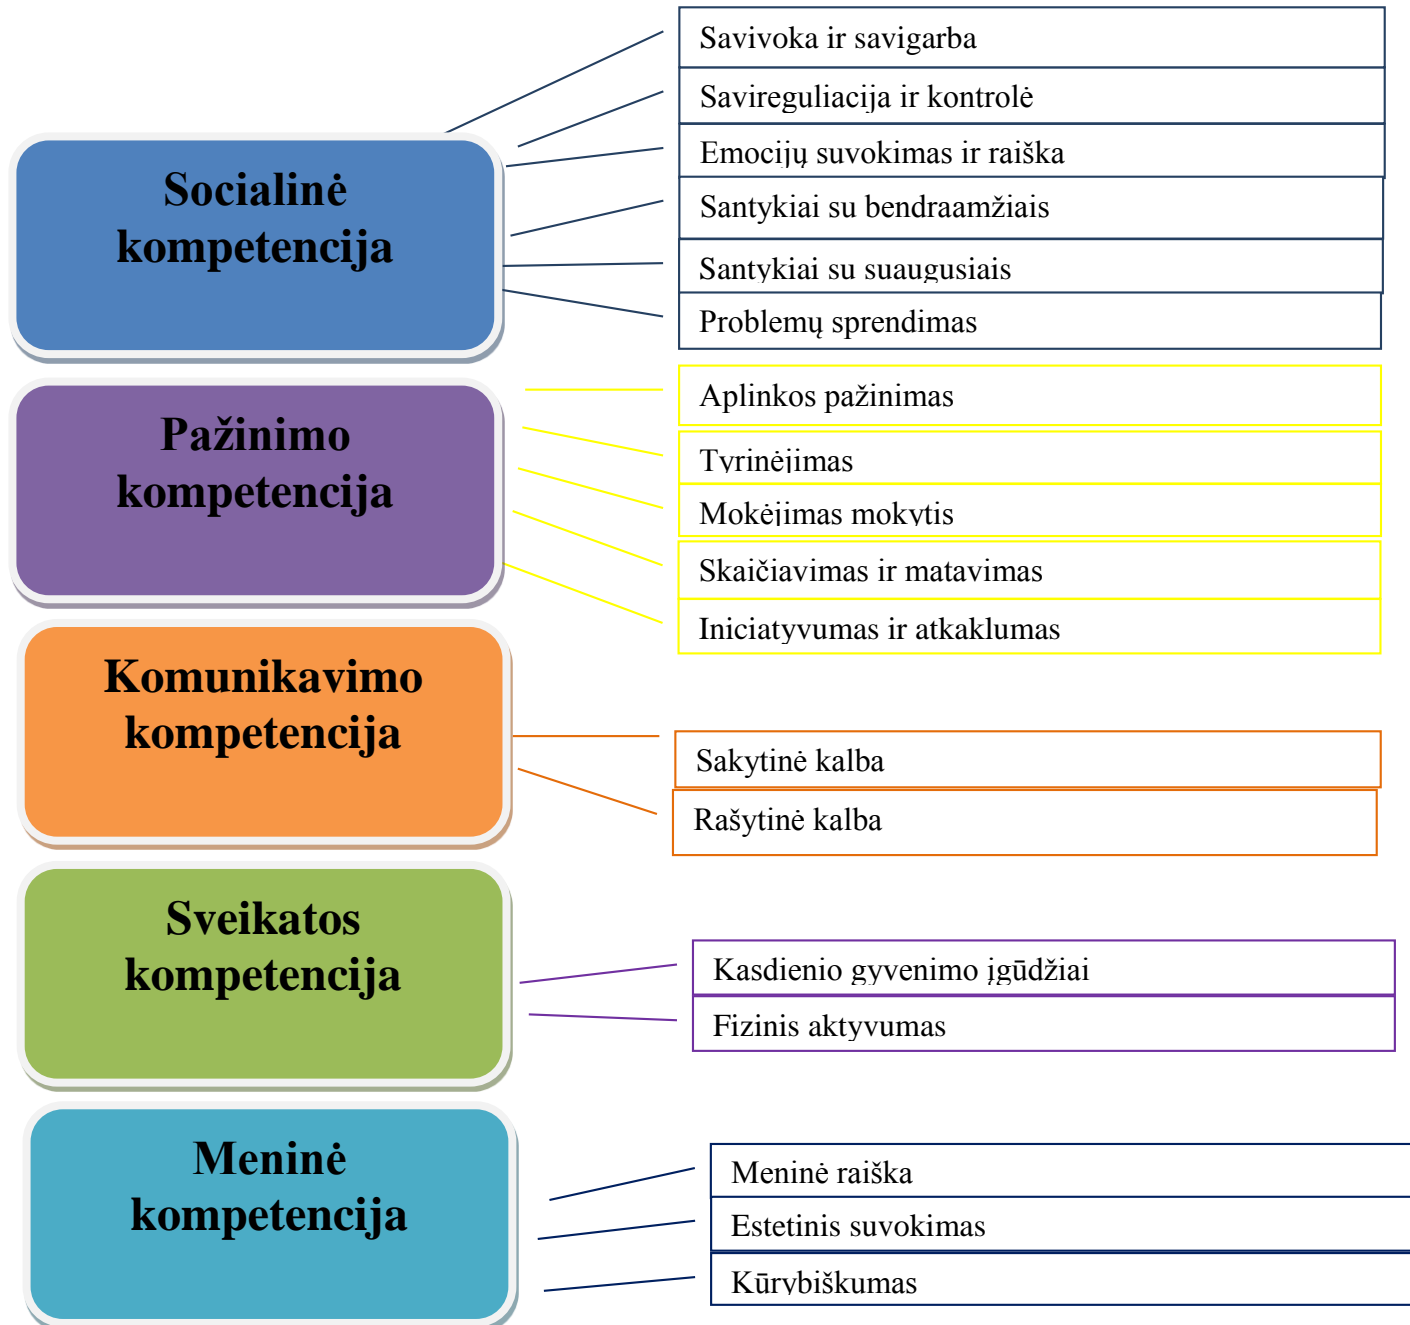 Socialinė
kompetencija
Savivoka ir savigarba
Savireguliacija ir kontrolė
Emocijų suvokimas ir raiška
Santykiai su bendraamžiais
Santykiai su suaugusiais
Problemų sprendimas
Pažinimo
kompetencija
Aplinkos pažinimas
Tyrinėjimas
Mokėjimas mokytis
Skaičiavimas ir matavimas
Iniciatyvumas ir atkaklumas
Komunikavimo
kompetencija
Sakytinė kalba
Rašytinė kalba
Sveikatos
kompetencija
Kasdienio gyvenimo įgūdžiai
Fizinis aktyvumas
Meninė
kompetencija
Meninė raiška
Estetinis suvokimas
Kūrybiškumas